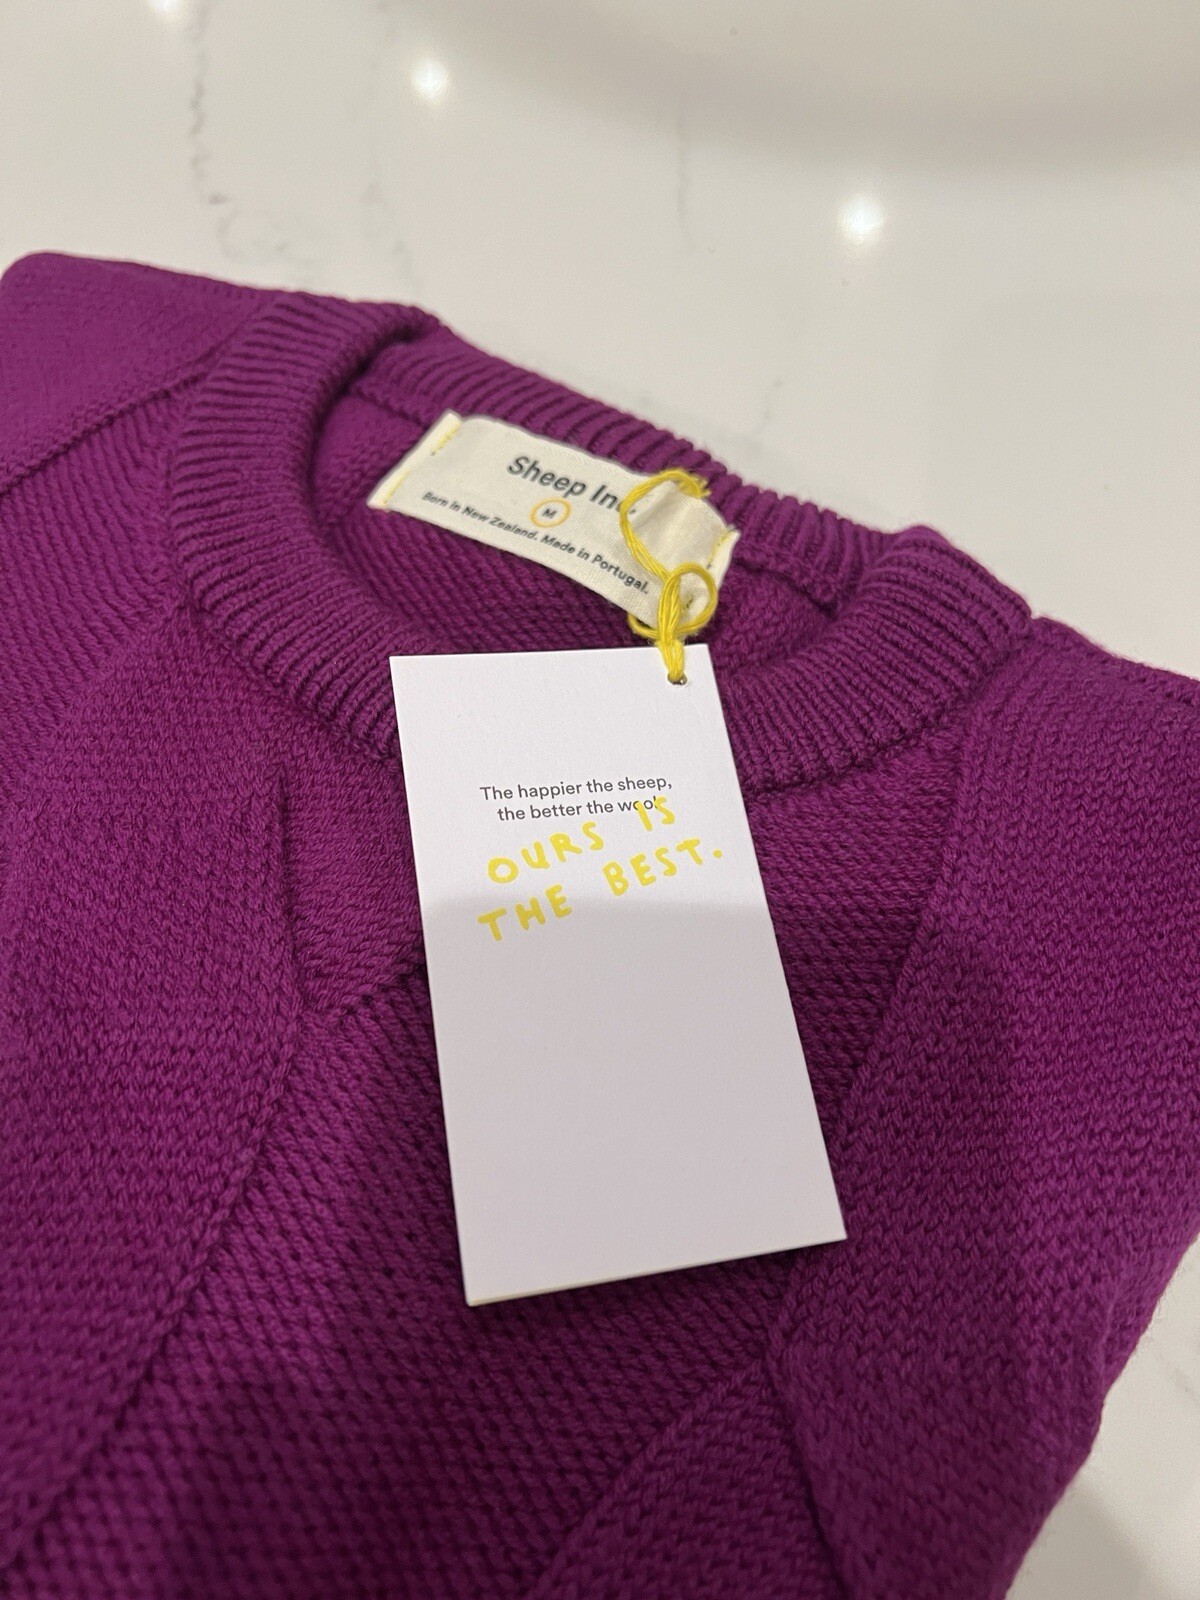 Sheep Inc.
M
Born in New Zealand. Made in Portugal.
The happier the sheep,
the better the wool.
OURS IS
THE BEST.